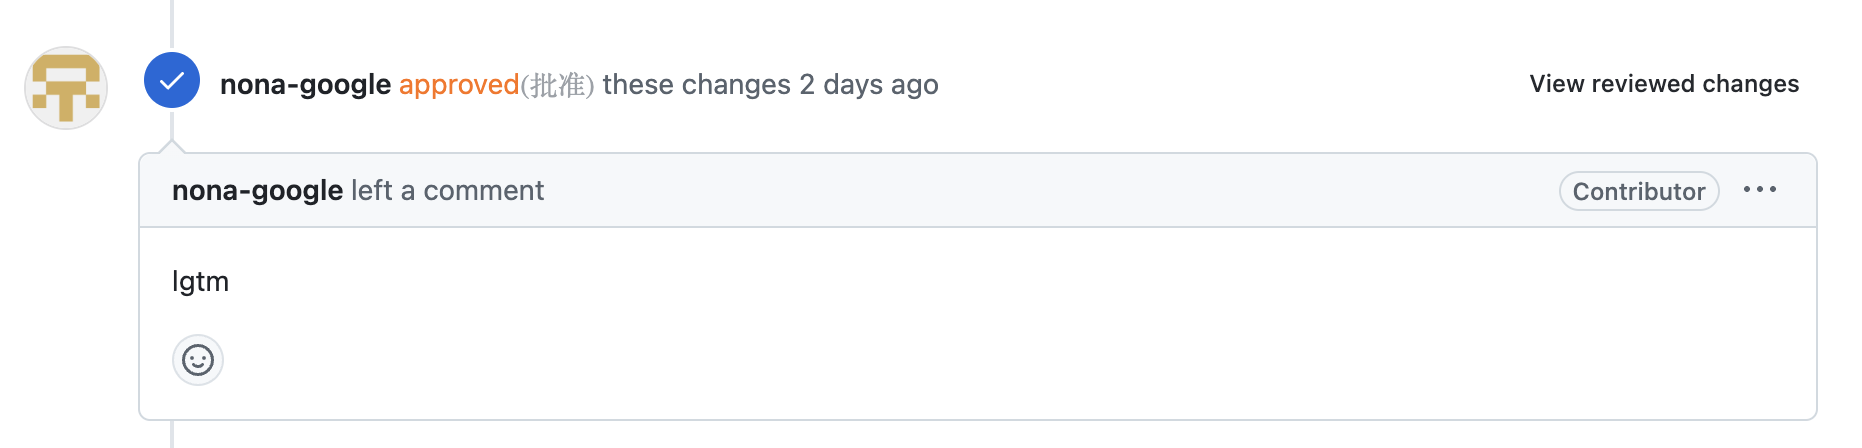 nona-google approved(批准) these changes 2 days ago
View reviewed changes
nona-google left a comment
Contributor
lgtm